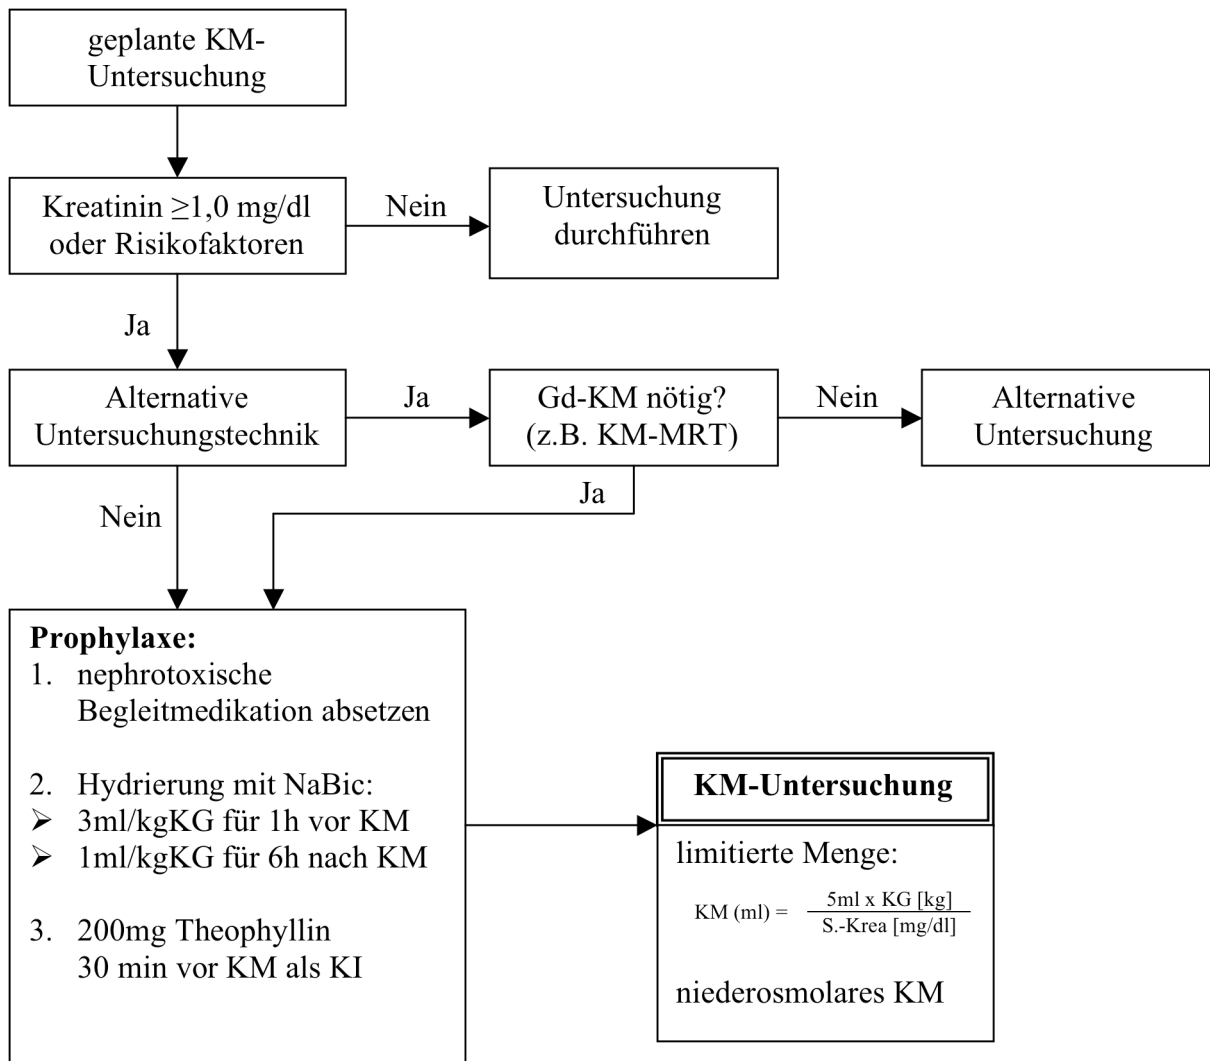 geplante KM-
Untersuchung
Kreatinin ≥1,0 mg/dl
oder Risikofaktoren
Nein
Untersuchung
durchführen
Ja
Alternative
Untersuchungstechnik
Ja
Gd-KM nötig?
(z.B. KM-MRT)
Nein
Alternative
Untersuchung
Ja
Nein
Prophylaxe:
1. nephrotoxische
Begleitmedikation absetzen
2. Hydrierung mit NaBic:
➢ 3ml/kgKG für 1h vor KM
➢ 1ml/kgKG für 6h nach KM
3. 200mg Theophyllin
30 min vor KM als KI
KM-Untersuchung
limitierte Menge:
KM (ml) =
5ml x KG [kg]
S.-Krea [mg/dl]
niederosmolares KM